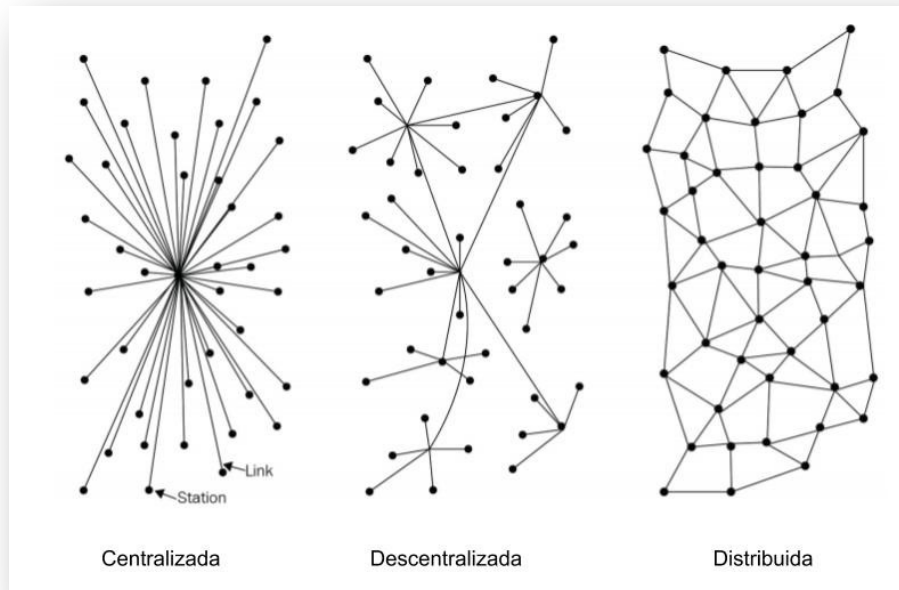 Link
Station
Centralizada
Descentralizada
Distribuida